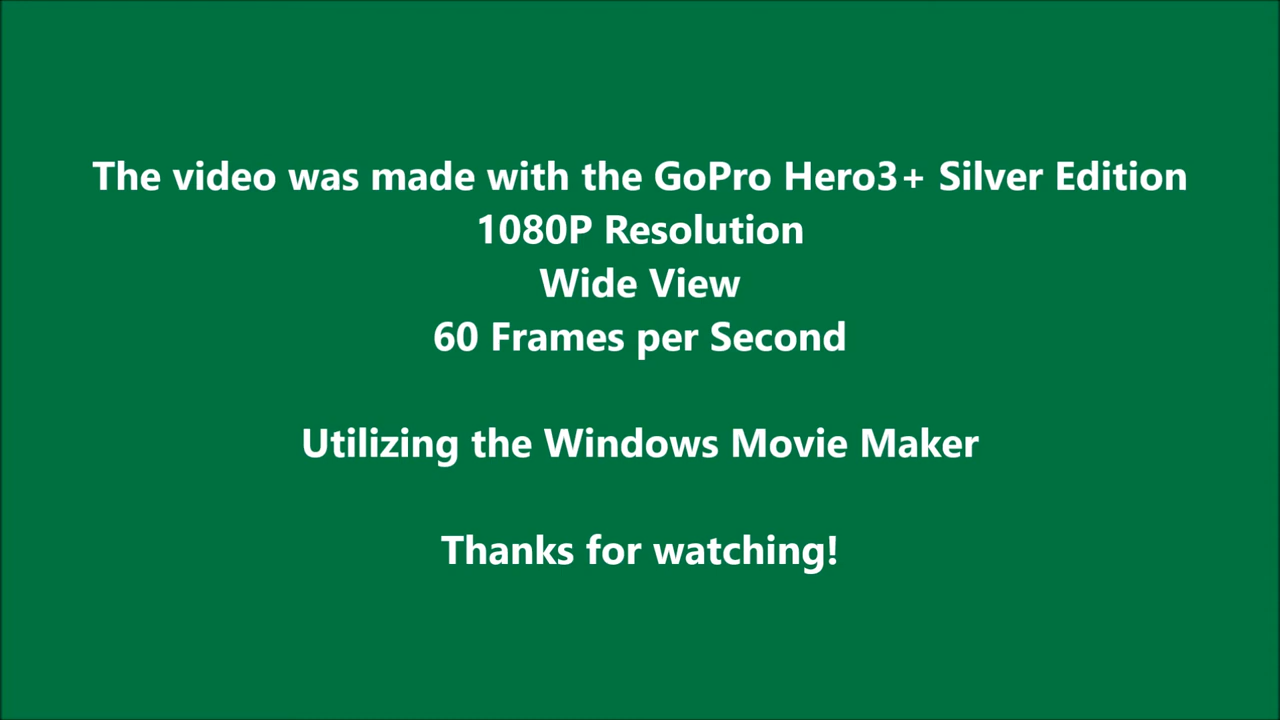 The video was made with the GoPro Hero3+ Silver Edition
1080P Resolution
Wide View
60 Frames per Second
Utilizing the Windows Movie Maker
Thanks for watching!